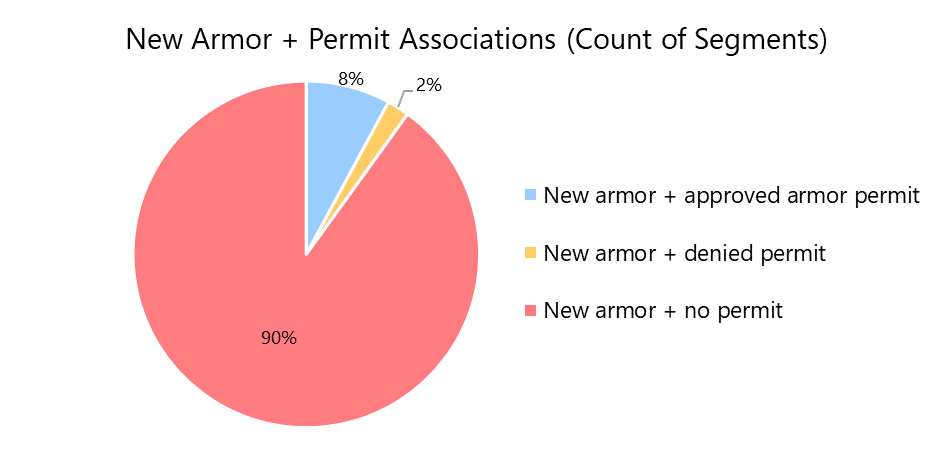 New Armor + Permit Associations (Count of Segments)
8%
2%
90%
New armor + approved armor permit
New armor + denied permit
New armor + no permit